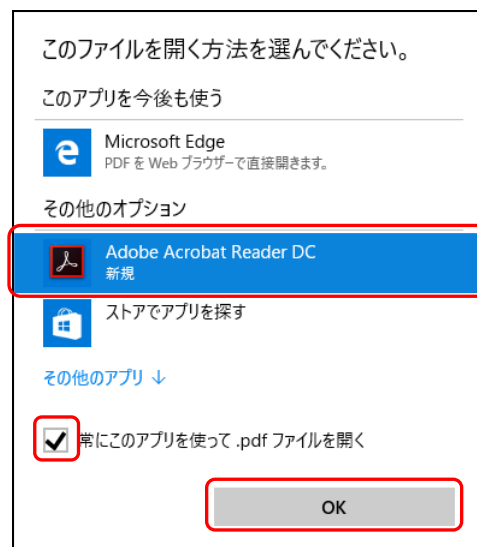 このファイルを開く方法を選んでください。
このアプリを今後も使う
Microsoft Edge
PDF を Web ブラウザーで直接開きます。
その他のオプション
Adobe Acrobat Reader DC
新規
ストアでアプリを探す
その他のアプリ ↓
常にこのアプリを使って .pdf ファイルを開く
OK